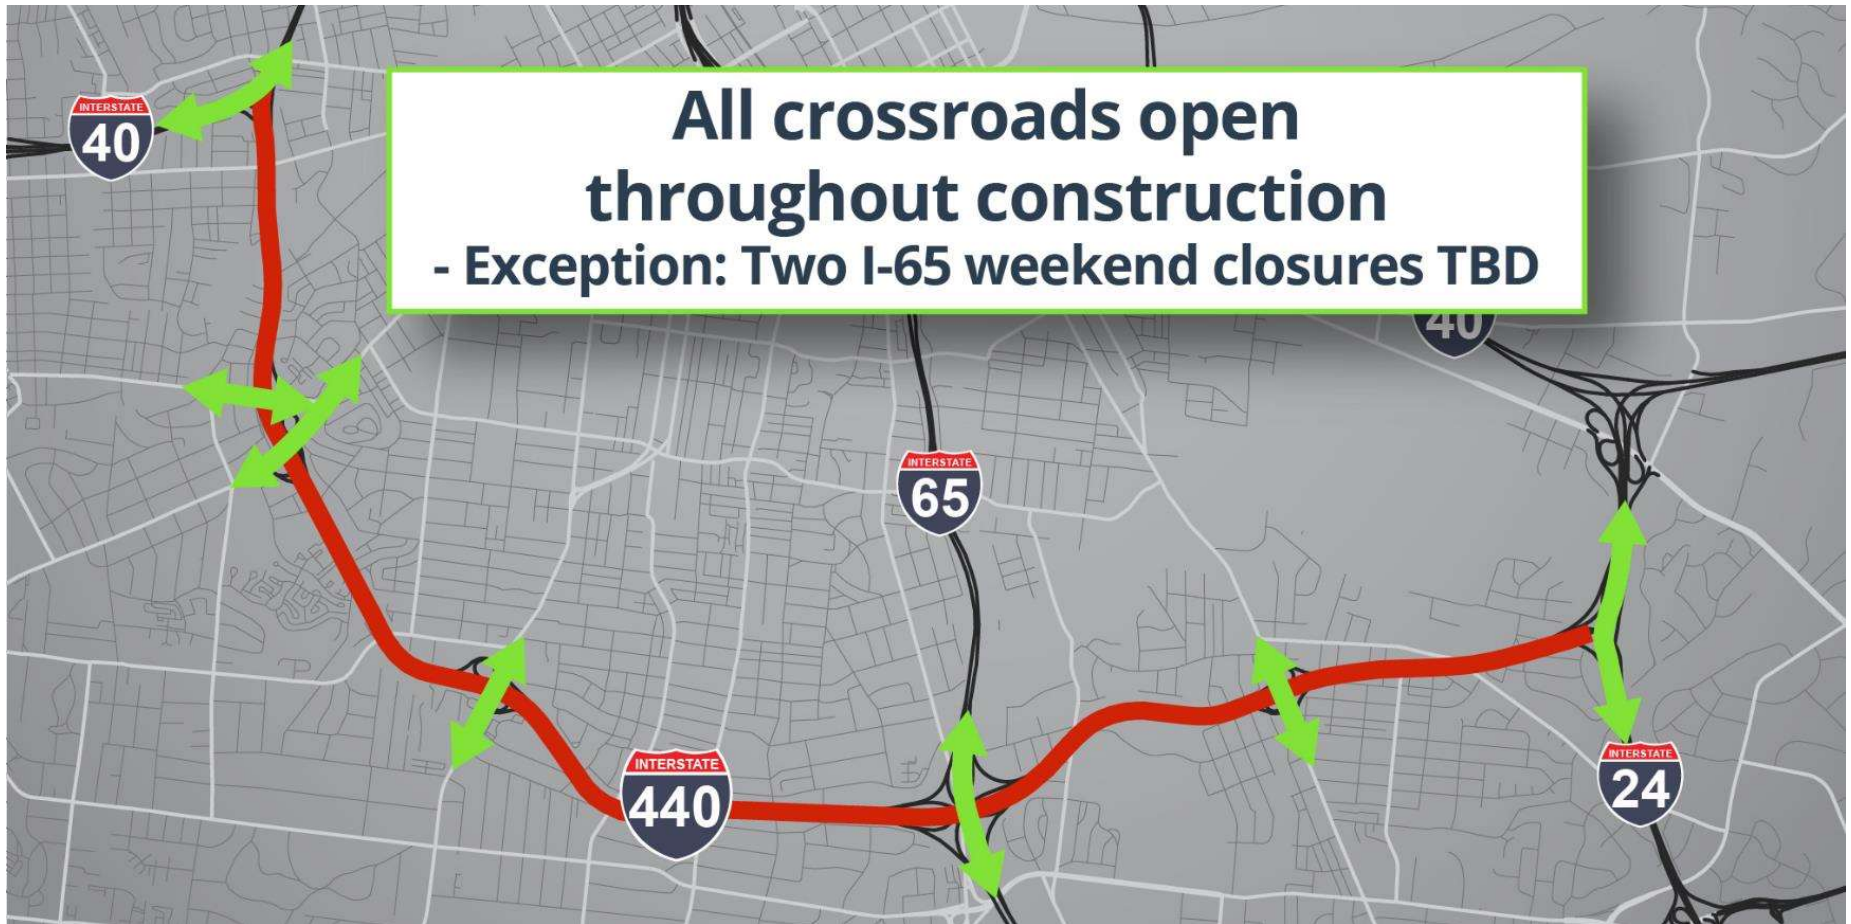 All crossroads open
throughout construction
- Exception: Two I-65 weekend closures TBD
INTERSTATE
40
40
INTERSTATE
65
INTERSTATE
440
INTERSTATE
24